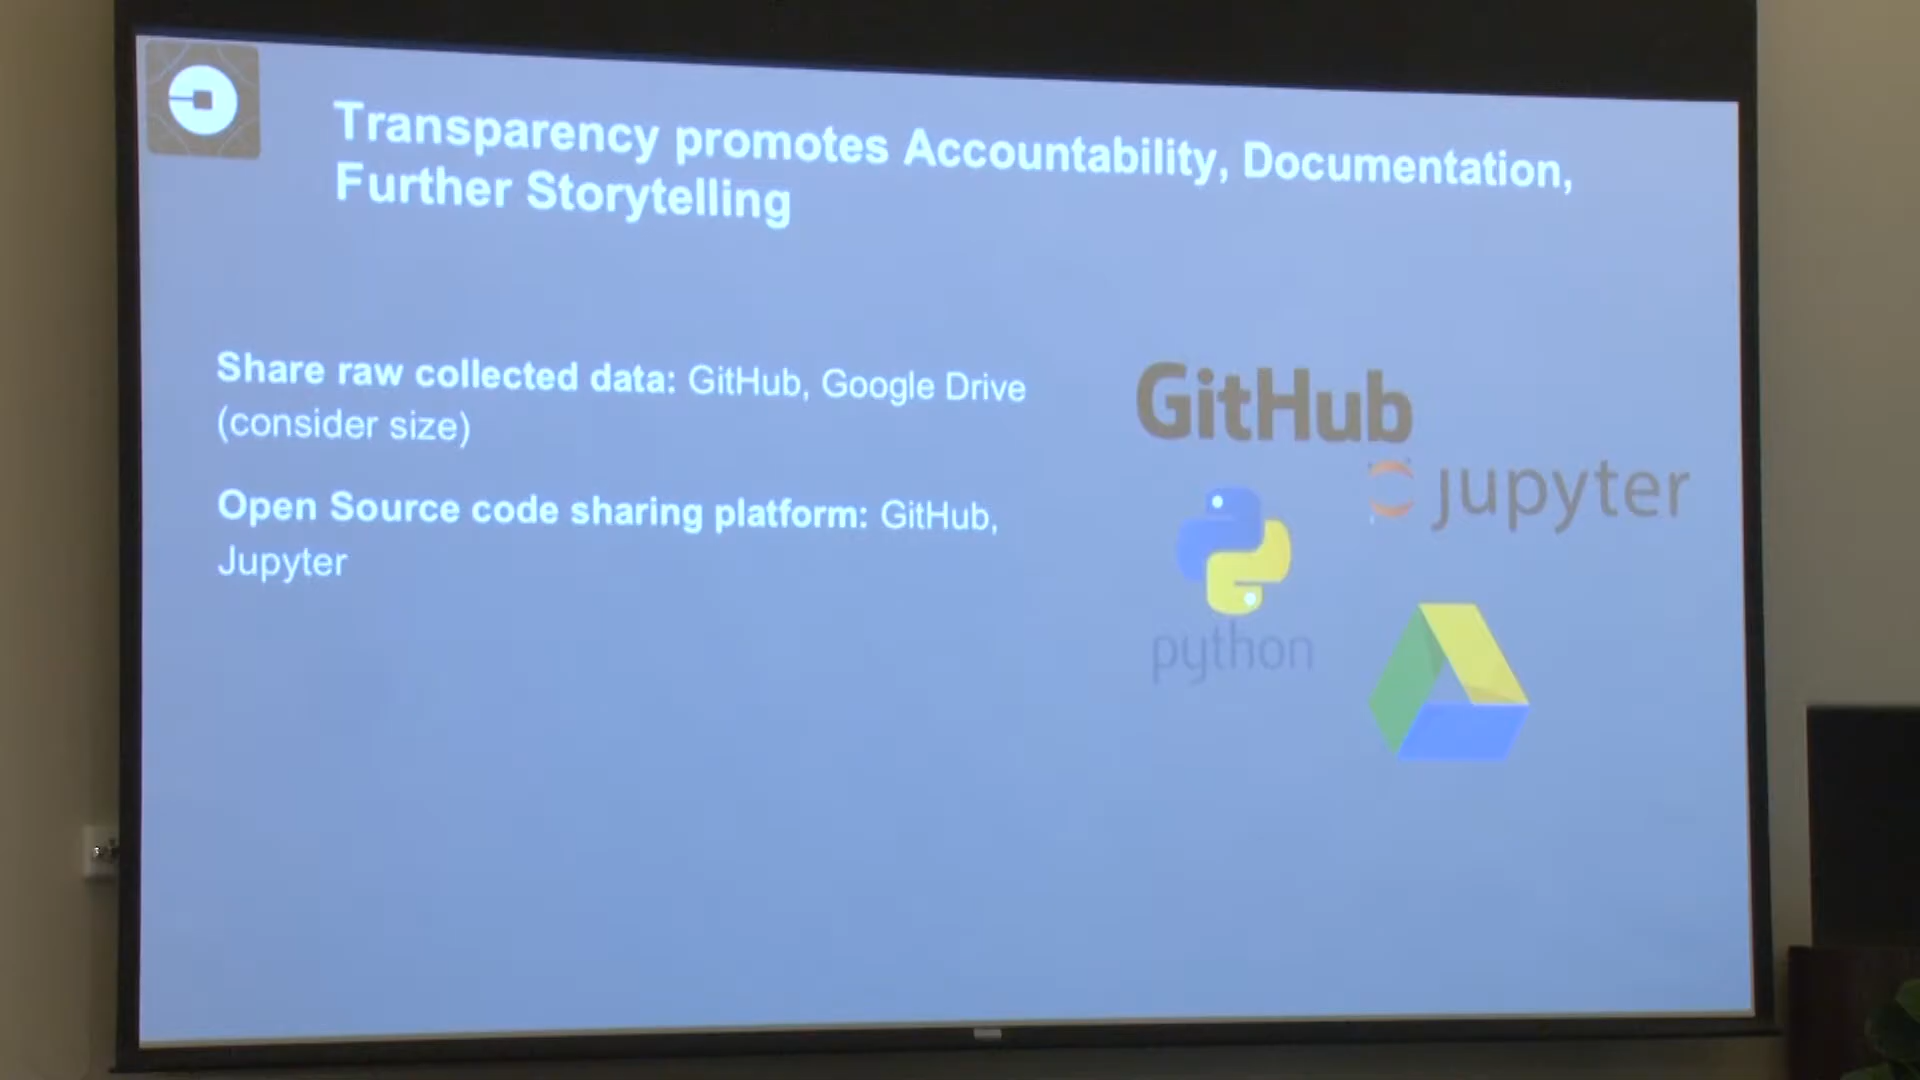 Transparency promotes Accountability, Documentation,
Further Storytelling
Share raw collected data: GitHub, Google Drive
(consider size)
Open Source code sharing platform: GitHub,
Jupyter
GitHub
jupyter
python